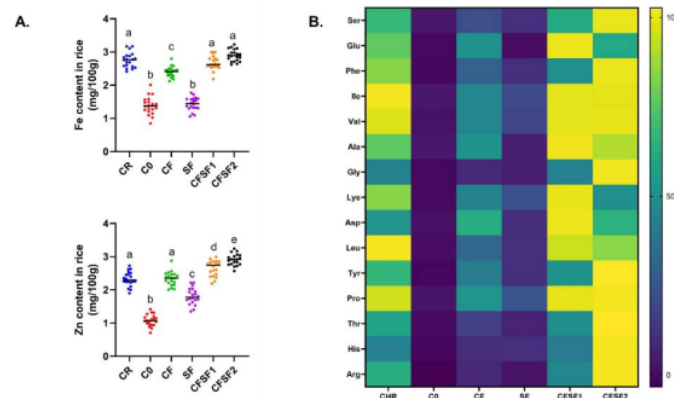 A.
Fe content in rice
(mg/100g)
4
3
2
1
0
a
b
c
b
a
a
CR
C0
CF
SF
CFSF1
CFSF2
Zn content in rice
(mg/100g)
4
3
2
1
0
a
b
a
c
d
e
CR
C0
CF
SF
CFSF1
CFSF2
B.
Ser
Glu
Phe
Ile
Val
Ala
Gly
Lys
Asp
Leu
Tyr
Pro
Thr
His
Arg
CHR
C0
CF
SF
CFSF1
CFSF2
0